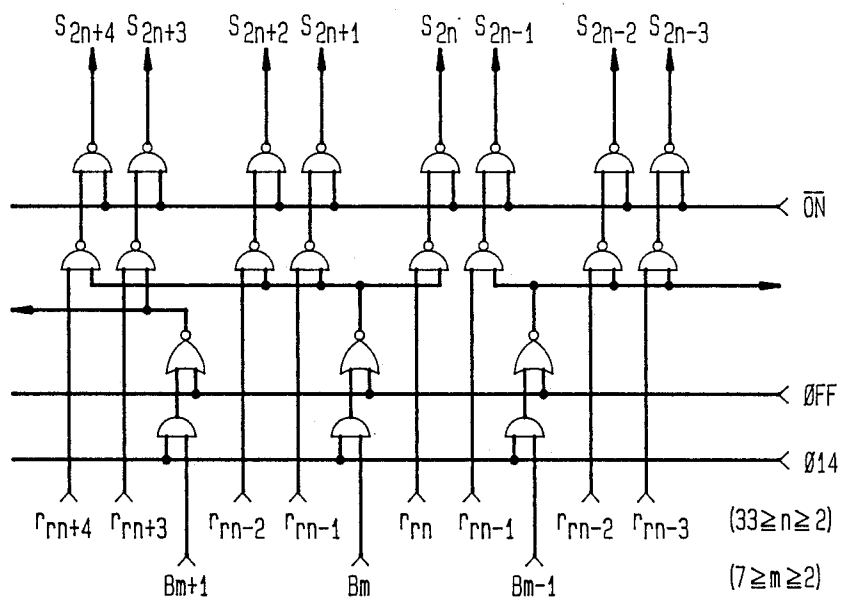 S2n+4 S2n+3 S2n+2 S2n+1 S2n S2n-1 S2n-2 S2n-3
O̅N̅
ØFF
Ø14
rrn+4 rrn+3 rrn-2 rrn-1 rrn rrn-1 rrn-2 rrn-3 (33≧n≧2)
Bm+1 Bm Bm-1 (7≧m≧2)